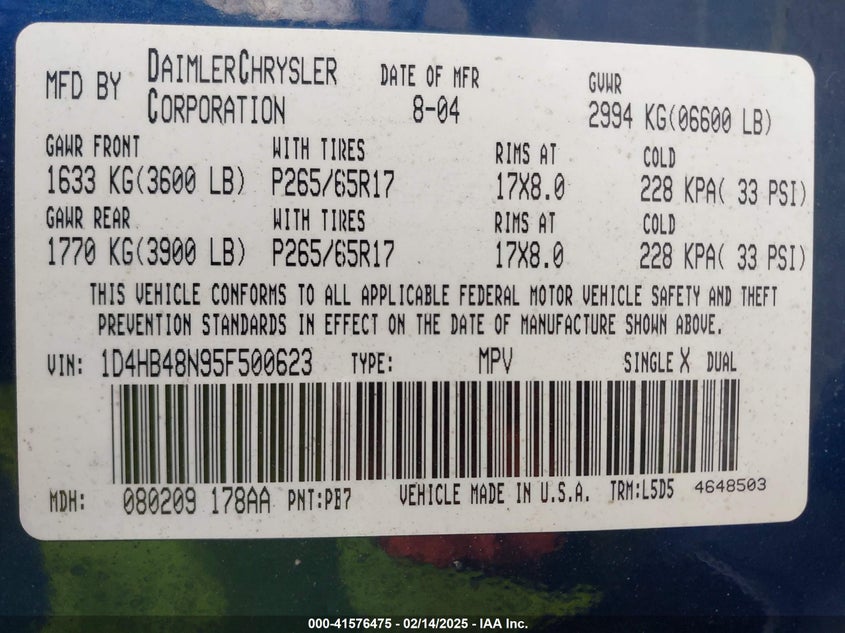 MFD BY DAIMLERCHRYSLER CORPORATION DATE OF MFR 8-04 GVWR 2994 KG(06600 LB)
GAWR FRONT WITH TIRES RIMS AT COLD
1633 KG(3600 LB) P265/65R17 17X8.0 228 KPA( 33 PSI)
GAWR REAR WITH TIRES RIMS AT COLD
1770 KG(3900 LB) P265/65R17 17X8.0 228 KPA( 33 PSI)
THIS VEHICLE CONFORMS TO ALL APPLICABLE FEDERAL MOTOR VEHICLE SAFETY AND THEFT
PREVENTION STANDARDS IN EFFECT ON THE DATE OF MANUFACTURE SHOWN ABOVE.
VIN: 1D4HB48N95F500623 TYPE: MPV SINGLE X DUAL
MDH: 080209 178AA PNT:PB7 VEHICLE MADE IN U.S.A. TRM:L5D5 4648503
000-41576475 - 02/14/2025 - IAA Inc.